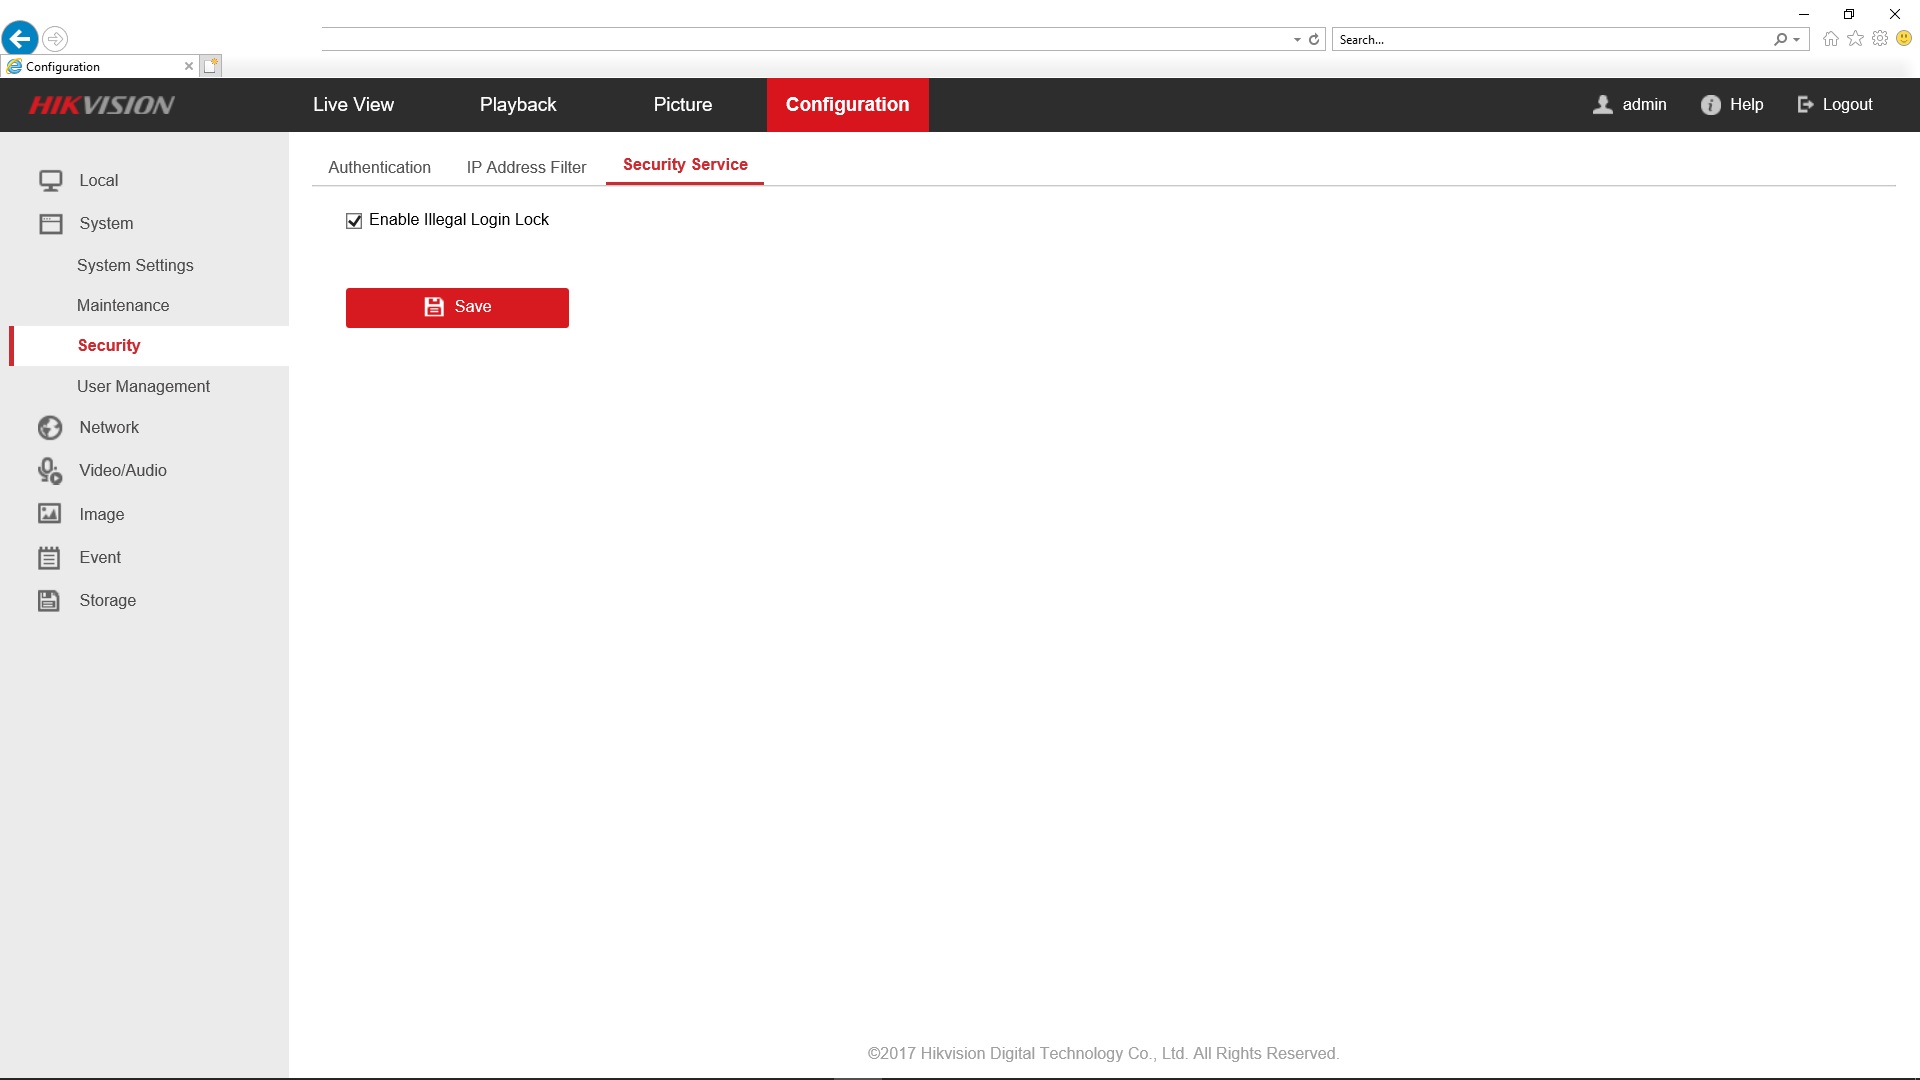 Search...
Configuration
HIKVISION
Live View
Playback
Picture
Configuration
admin
Help
Logout
Authentication
IP Address Filter
Security Service
Local
System
System Settings
Maintenance
Security
User Management
Network
Video/Audio
Image
Event
Storage
Enable Illegal Login Lock
Save
©2017 Hikvision Digital Technology Co., Ltd. All Rights Reserved.